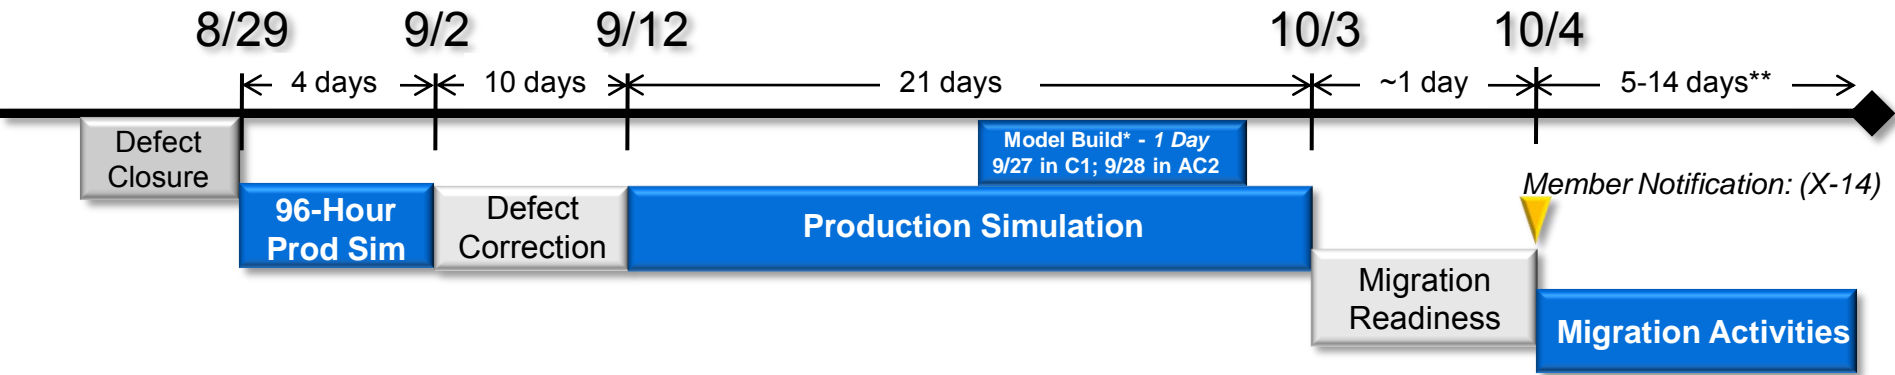 8/29 9/2 9/12 10/3 10/4
4 days 10 days 21 days ~1 day 5-14 days**
Defect
Closure
Model Build* - 1 Day
9/27 in C1; 9/28 in AC2
Member Notification: (X-14)
96-Hour
Prod Sim
Defect
Correction
Production Simulation
Migration
Readiness
Migration Activities